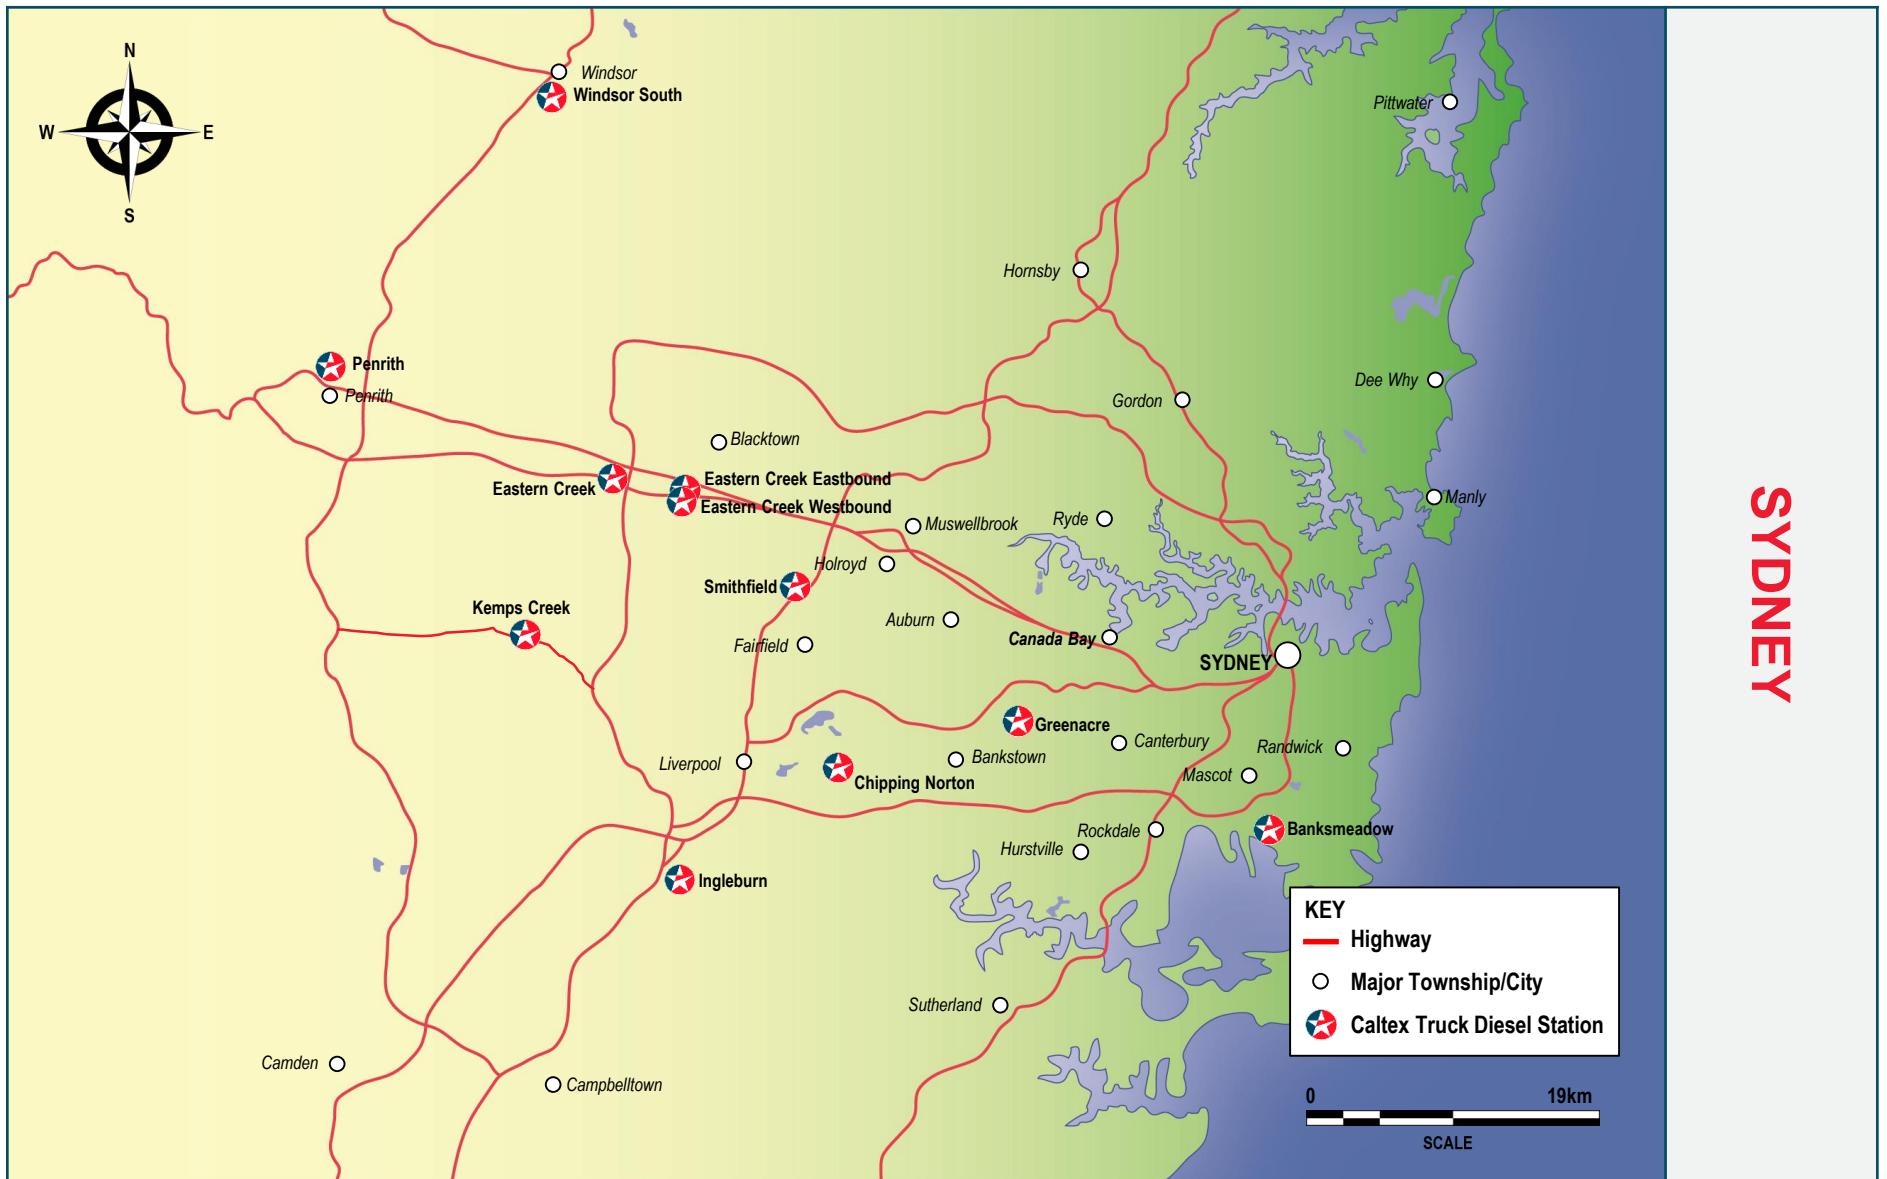 N
W
E
S
Windsor
Windsor South
Pittwater
Hornsby
Penrith
Penrith
Dee Why
Gordon
Blacktown
Eastern Creek Eastbound
Eastern Creek
Eastern Creek Westbound
Manly
Muswellbrook
Ryde
Holroyd
Smithfield
Kemps Creek
Auburn
Fairfield
Canada Bay
SYDNEY
Greenacre
Canterbury
Randwick
Liverpool
Bankstown
Chipping Norton
Mascot
Rockdale
Banksmeadow
Hurstville
Ingleburn
Sutherland
Camden
Campbelltown
KEY
Highway
Major Township/City
Caltex Truck Diesel Station
0 19km
SCALE
SYDNEY